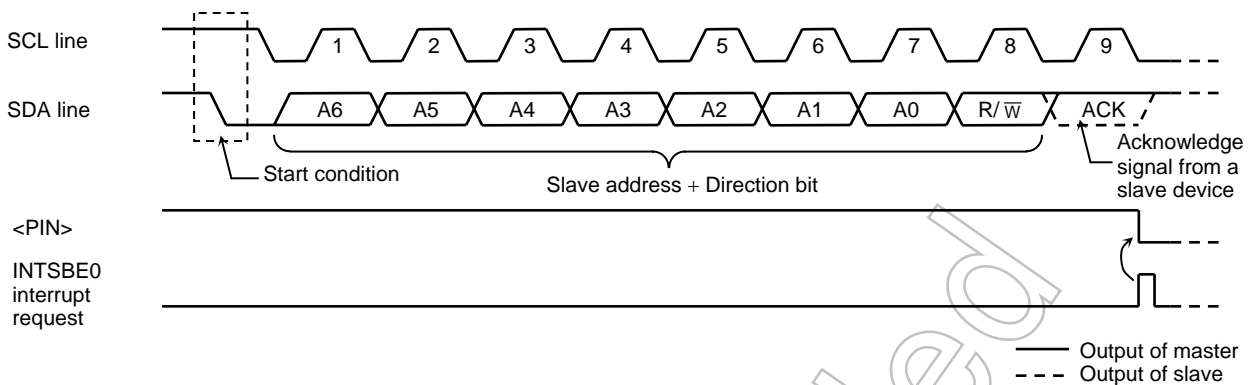 SCL line
1 2 3 4 5 6 7 8 9
SDA line
A6 A5 A4 A3 A2 A1 A0 R/W̅ ACK
Start condition
Slave address + Direction bit
Acknowledge
signal from a
slave device
<PIN>
INTSBE0
interrupt
request
Output of master
Output of slave